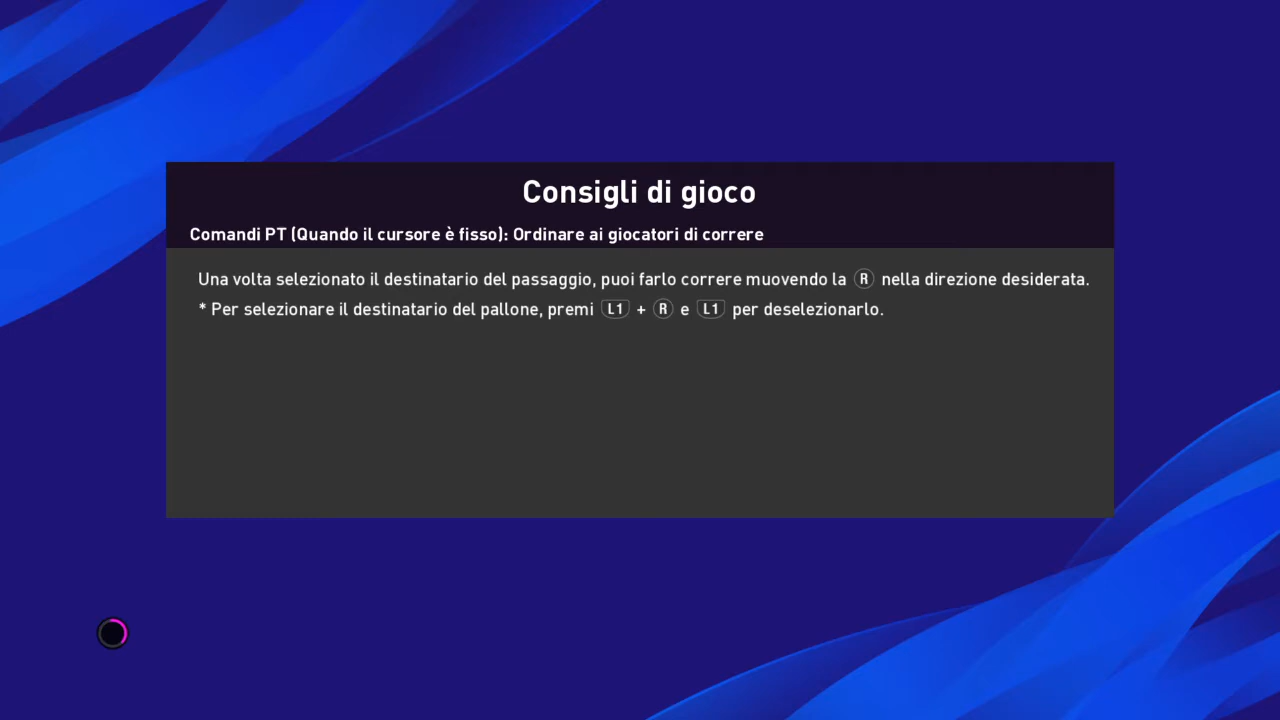 Consigli di gioco
Comandi PT (Quando il cursore è fisso): Ordinare ai giocatori di correre
Una volta selezionato il destinatario del passaggio, puoi farlo correre muovendo la R nella direzione desiderata.
* Per selezionare il destinatario del pallone, premi L1 + R e L1 per deselezionarlo.